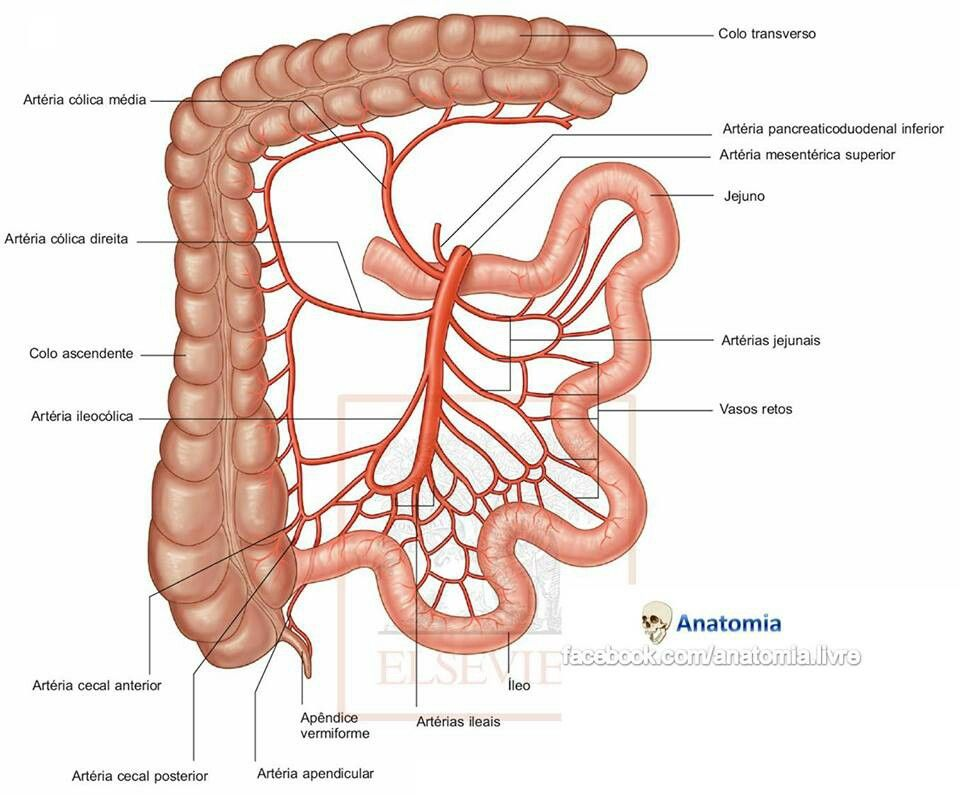 Colo transverso
Artéria cólica média
Artéria pancreaticoduodenal inferior
Artéria mesentérica superior
Jejuno
Artéria cólica direita
Artérias jejunais
Colo ascendente
Vasos retos
Artéria ileocólica
Anatomia
facebook.com/anatomia.livre
ELSEVIE
Artéria cecal anterior
Íleo
Apêndice
vermiforme
Artérias ileais
Artéria cecal posterior
Artéria apendicular